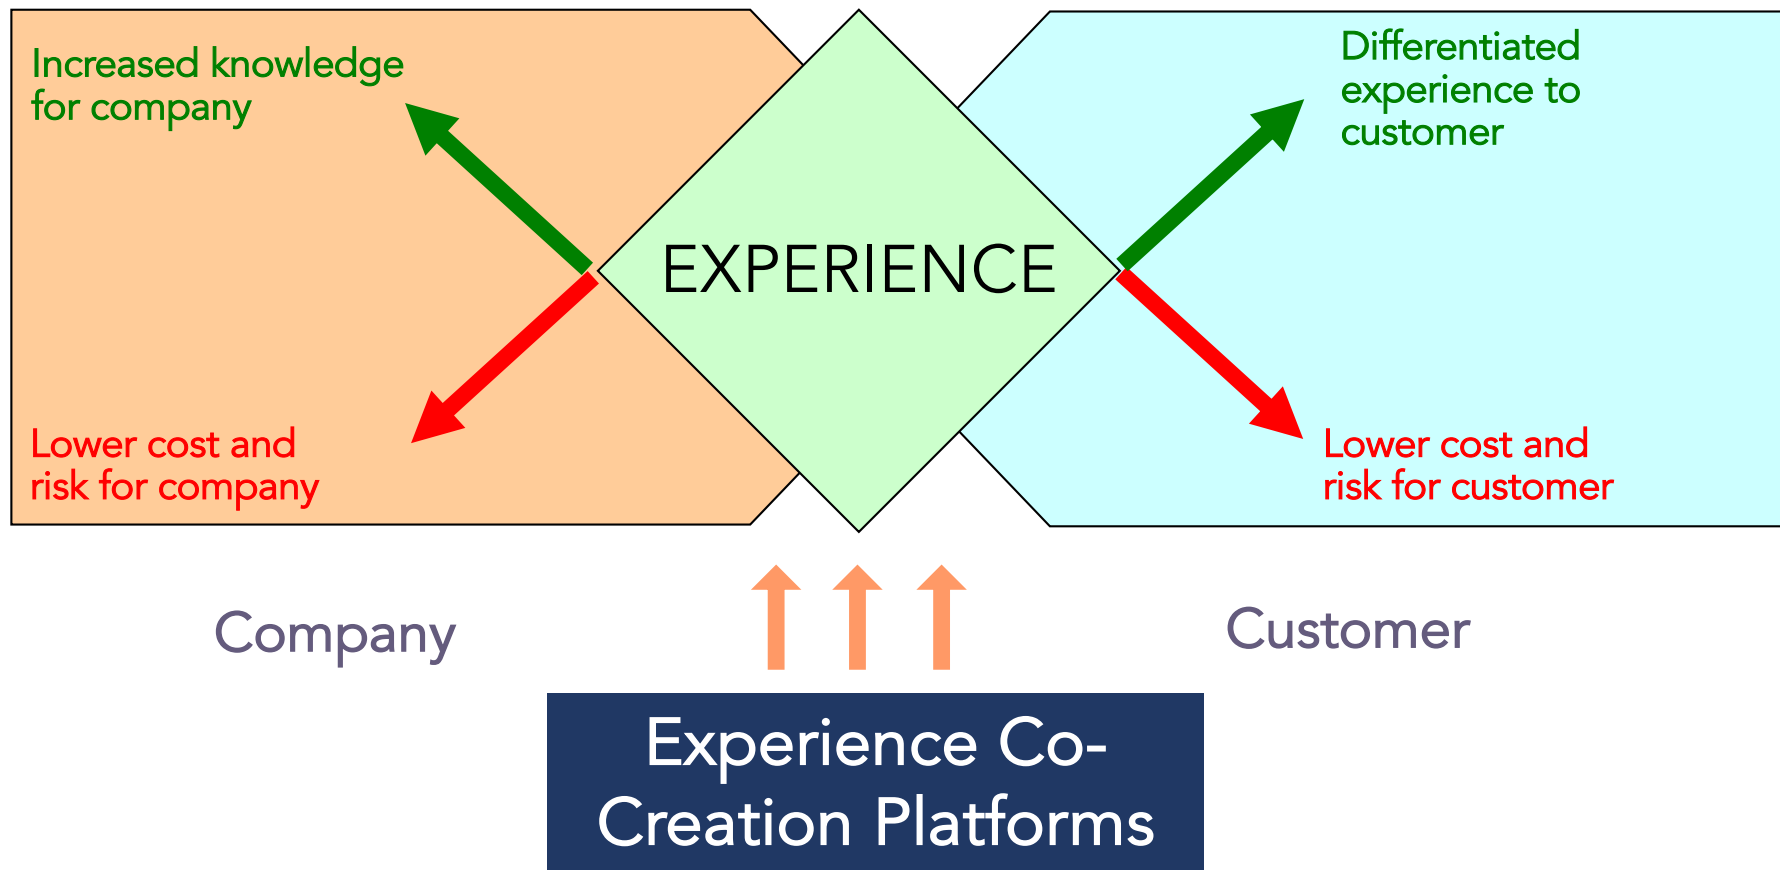 Increased knowledge
for company
Differentiated
experience to
customer
EXPERIENCE
Lower cost and
risk for company
Lower cost and
risk for customer
Company
Customer
Experience Co-
Creation Platforms